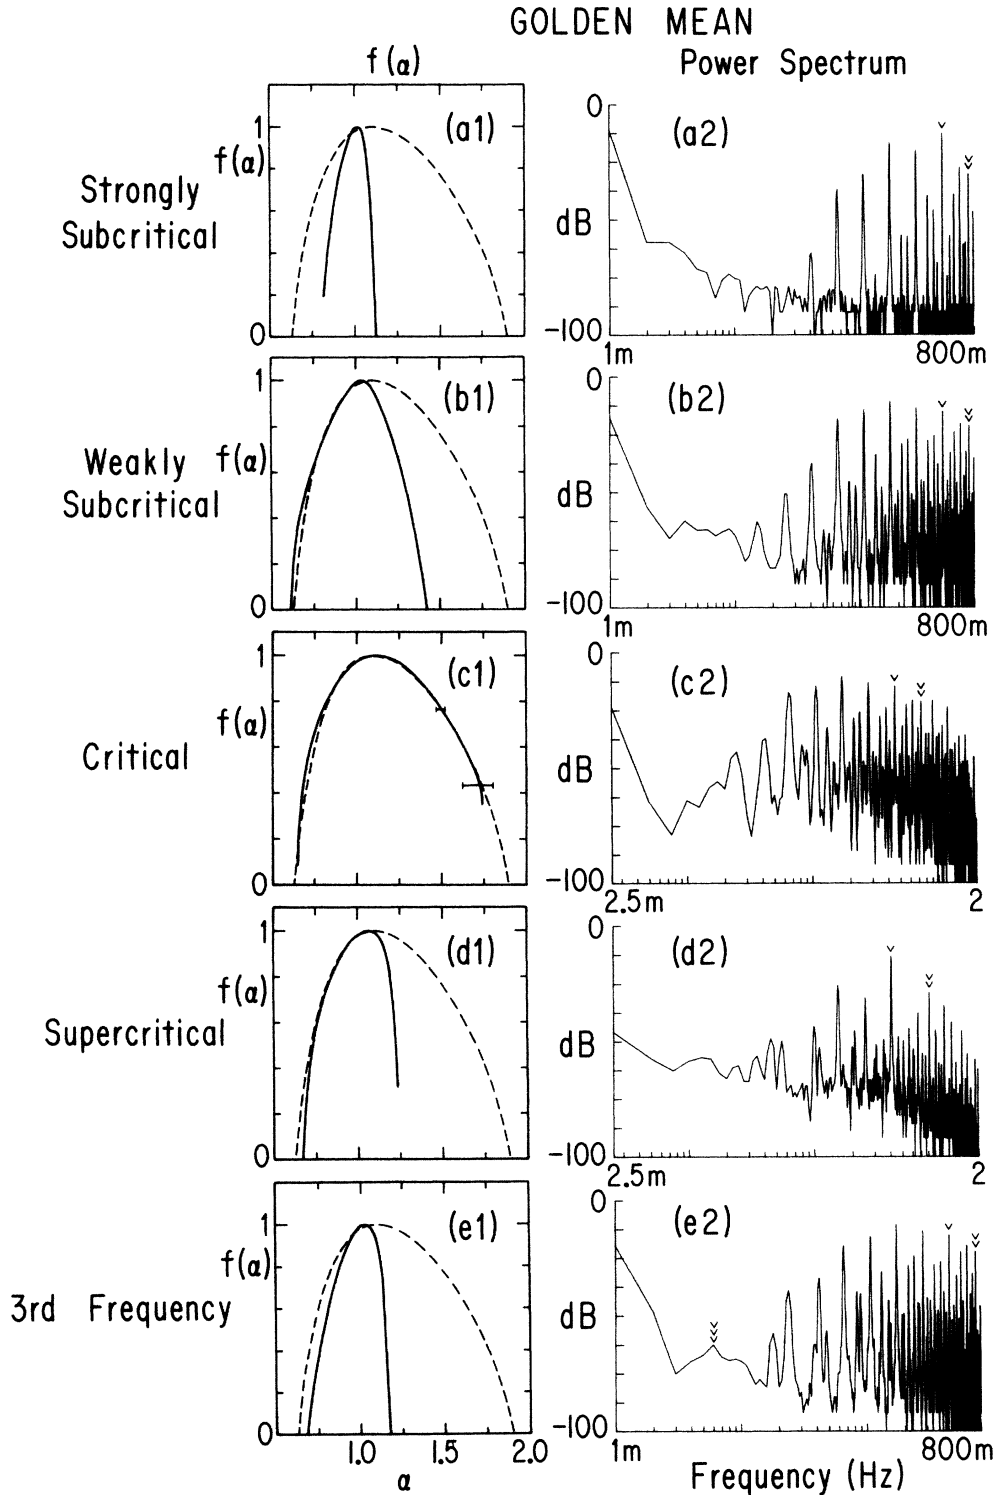 GOLDEN MEAN
f(α) Power Spectrum
Strongly Subcritical
1
f(α)
0
(a1)
0
dB
-100
(a2)
1m 800m
Weakly Subcritical
1
f(α)
0
(b1)
0
dB
-100
(b2)
1m 800m
Critical
1
f(α)
0
(c1)
0
dB
-100
(c2)
2.5m 2
Supercritical
1
f(α)
0
(d1)
0
dB
-100
(d2)
2.5m 2
3rd Frequency
1
f(α)
0
(e1)
1.0 1.5 2.0
α
0
dB
-100
(e2)
1m 800m
Frequency (Hz)